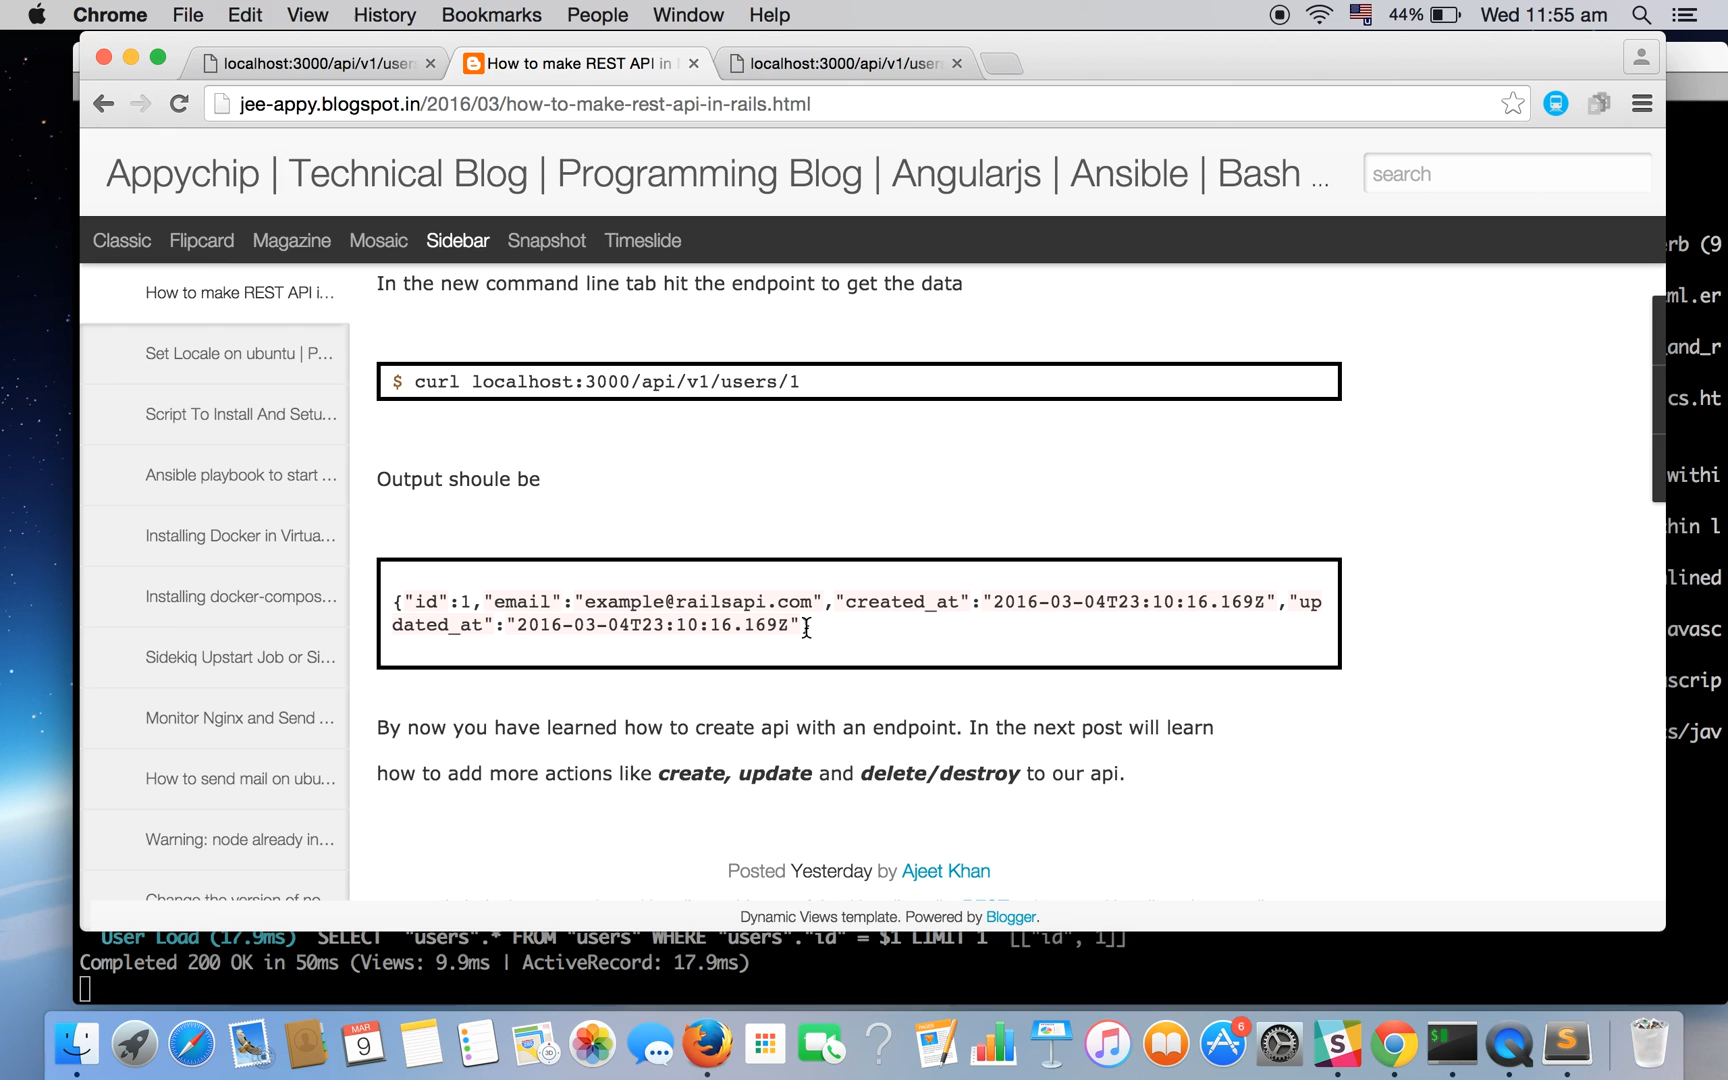 Chrome File Edit View History Bookmarks People Window Help 44% Wed 11:55 am
localhost:3000/api/v1/user How to make REST API in localhost:3000/api/v1/user
jee-appy.blogspot.in/2016/03/how-to-make-rest-api-in-rails.html
Appychip | Technical Blog | Programming Blog | Angularjs | Ansible | Bash ...
search
Classic Flipcard Magazine Mosaic Sidebar Snapshot Timeslide
How to make REST API i...
Set Locale on ubuntu | P...
Script To Install And Setu...
Ansible playbook to start ...
Installing Docker in Virtua...
Installing docker-compos...
Sidekiq Upstart Job or Si...
Monitor Nginx and Send ...
How to send mail on ubu...
Warning: node already in...
In the new command line tab hit the endpoint to get the data
$ curl localhost:3000/api/v1/users/1
Output shoule be
{"id":1,"email":"example@railsapi.com","created_at":"2016-03-04T23:10:16.169Z","up
dated_at":"2016-03-04T23:10:16.169Z"}
By now you have learned how to create api with an endpoint. In the next post will learn
how to add more actions like create, update and delete/destroy to our api.
Posted Yesterday by Ajeet Khan
Dynamic Views template. Powered by Blogger.
rb (9
ml.er
and_r
cs.ht
withi
hin l
lined
avasc
scrip
s/jav
User Load (17.9ms) SELECT "users".* FROM "users" WHERE "users"."id" = $1 LIMIT 1 [["id", 1]]
Completed 200 OK in 50ms (Views: 9.9ms | ActiveRecord: 17.9ms)
MAR
9
6